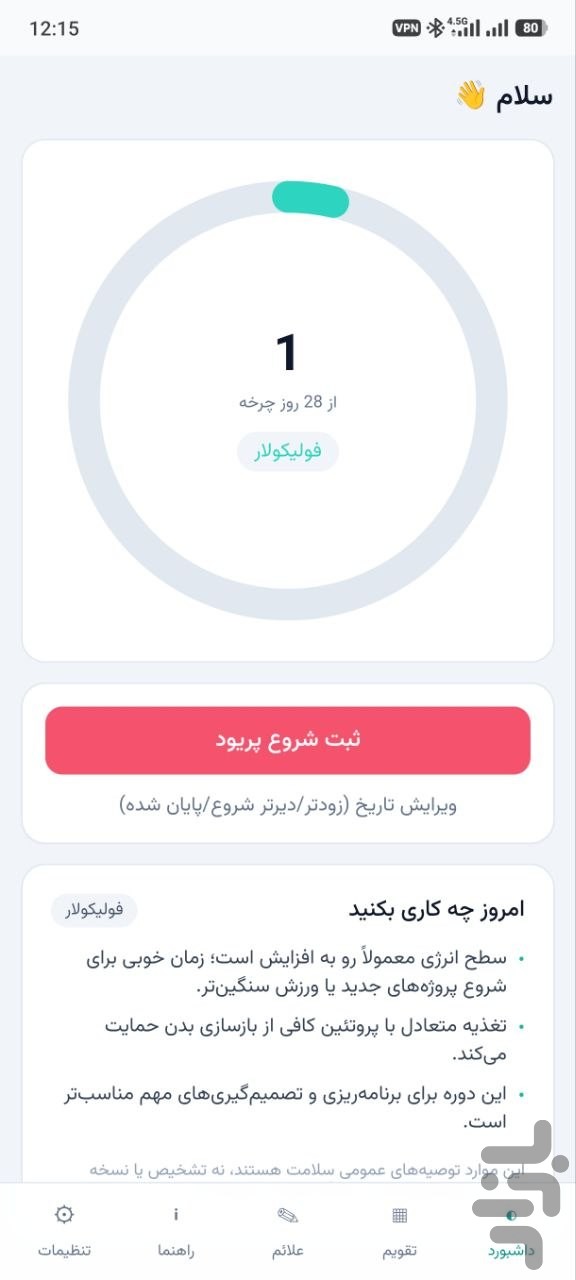 12:15 VPN 4.5G 80
سلام 👋
1
از 28 روز چرخه
فولیکولار
ثبت شروع پریود
ویرایش تاریخ (زودتر/دیرتر شروع/پایان شده)
امروز چه کاری بکنید فولیکولار
• سطح انرژی معمولاً رو به افزایش است؛ زمان خوبی برای
شروع پروژه‌های جدید یا ورزش سنگین‌تر.
• تغذیه متعادل با پروتئین کافی از بازسازی بدن حمایت
می‌کند.
• این دوره برای برنامه‌ریزی و تصمیم‌گیری‌های مهم مناسب‌تر
است.
این موارد توصیه‌های عمومی سلامت هستند، نه تشخیص یا نسخه
داشبورد تقویم علائم راهنما تنظیمات
بازار